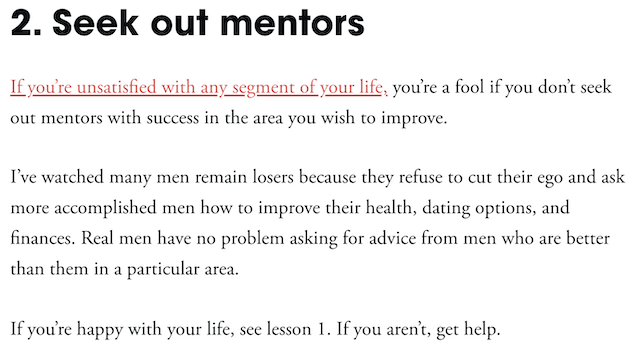 2. Seek out mentors
If you’re unsatisfied with any segment of your life, you’re a fool if you don’t seek
out mentors with success in the area you wish to improve.
I’ve watched many men remain losers because they refuse to cut their ego and ask
more accomplished men how to improve their health, dating options, and
finances. Real men have no problem asking for advice from men who are better
than them in a particular area.
If you’re happy with your life, see lesson 1. If you aren’t, get help.